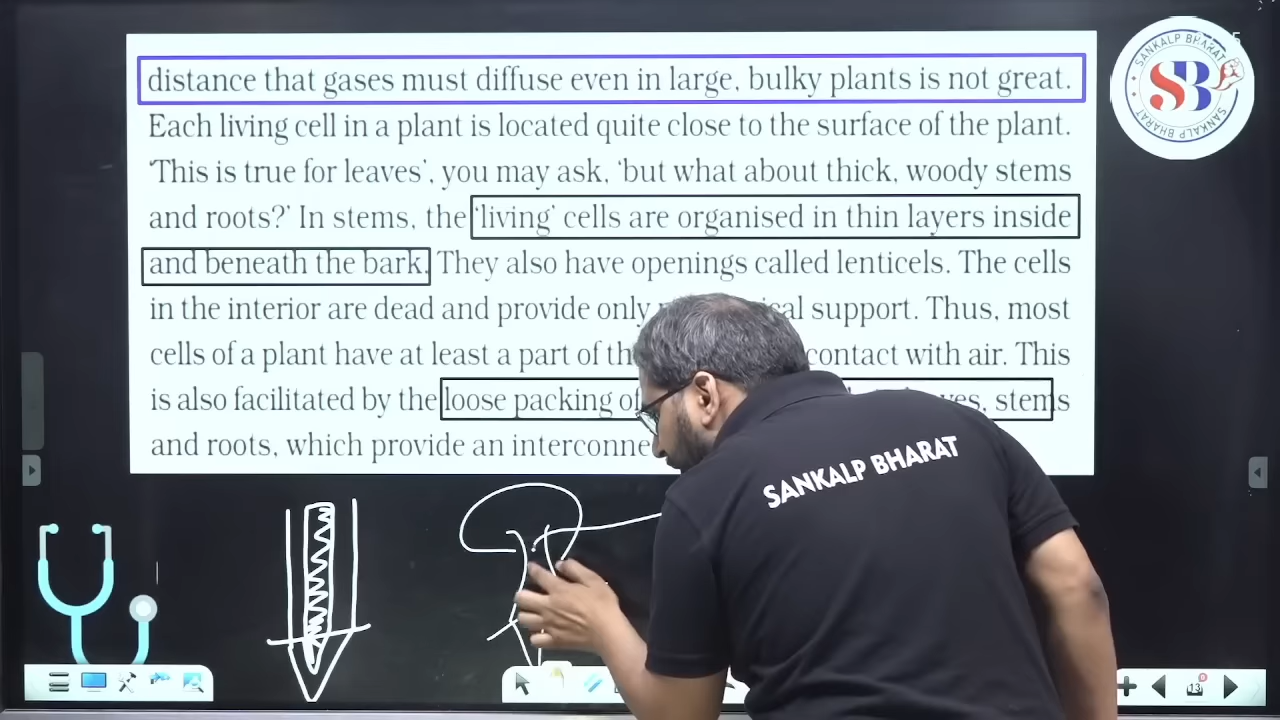 distance that gases must diffuse even in large, bulky plants is not great.
Each living cell in a plant is located quite close to the surface of the plant.
‘This is true for leaves’, you may ask, ‘but what about thick, woody stems
and roots?’ In stems, the ‘living’ cells are organised in thin layers inside
and beneath the bark. They also have openings called lenticels. The cells
in the interior are dead and provide only support. Thus, most
cells of a plant have at least a part of contact with air. This
is also facilitated by the loose packing of stems
and roots, which provide an
SANKALP BHARAT
SB
SANKALP BHARAT
SANKALP BHARAT
13